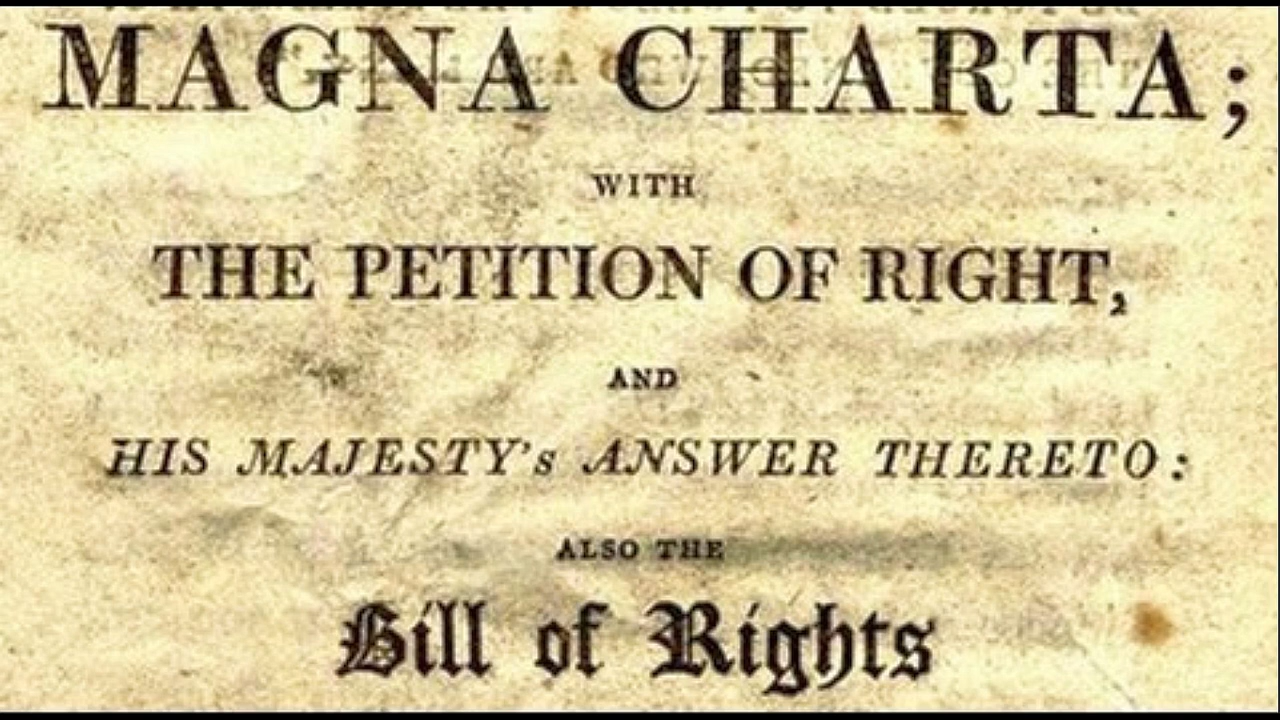 MAGNA CHARTA;
WITH
THE PETITION OF RIGHT,
AND
HIS MAJESTY's ANSWER THERETO:
ALSO THE
Bill of Rights